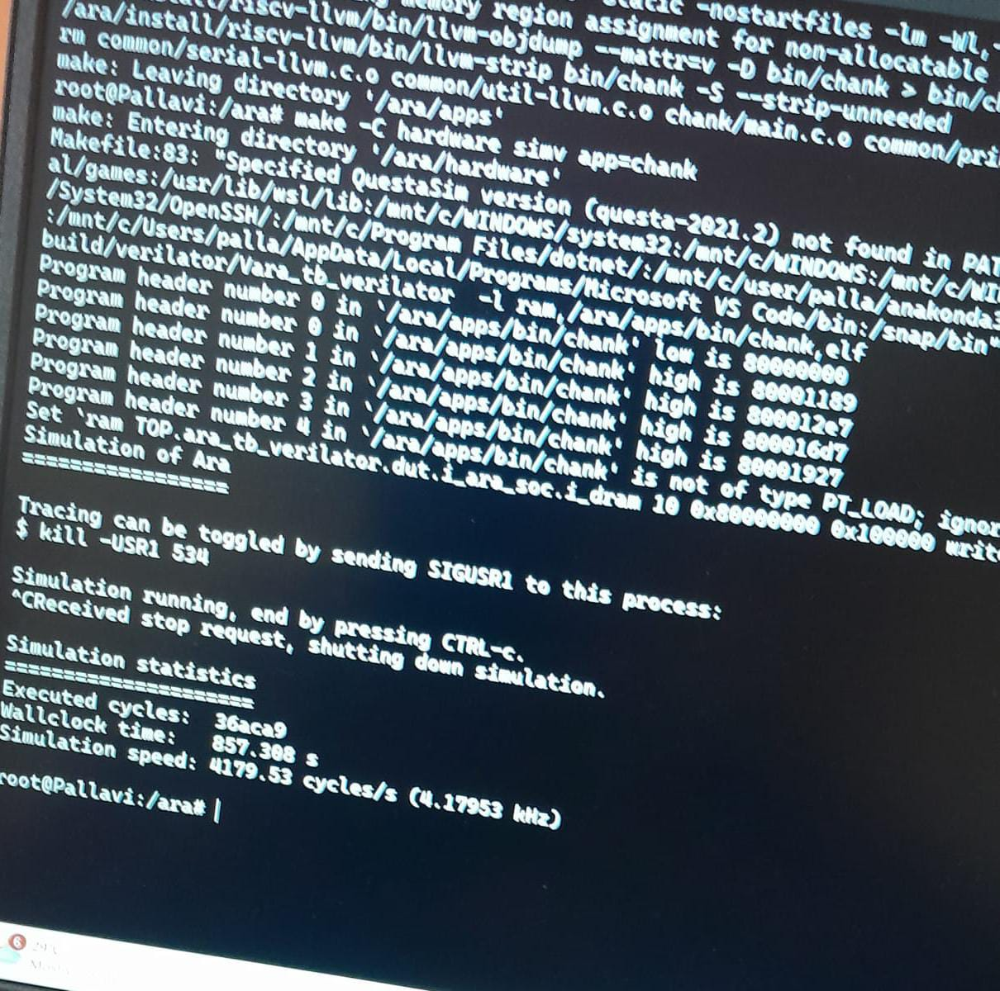 memory region assignment for non-allocatable
-nostartfiles -lm -Wl,
/ara/install/riscv-llvm/bin/llvm-objdump --mattr=v -D bin/chank > bin/
/ara/install/riscv-llvm/bin/llvm-strip bin/chank -S --strip-unneeded
rm common/serial-llvm.c.o common/util-llvm.c.o chank/main.c.o common/pri
make: Leaving directory '/ara/apps'
root@Pallavi:/ara# make -C hardware simv app=chank
make: Entering directory '/ara/hardware'
Makefile:83: "Specified QuestaSim version (questa-2021.2) not found in PAT
al/games:/usr/lib/wsl/lib:/mnt/c/WINDOWS/system32:/mnt/c/WINDOWS:/mnt/c/WI
/System32/OpenSSH/:/mnt/c/Program Files/dotnet/:/mnt/c/user/palla/anakonda3
:/mnt/c/Users/palla/AppData/Local/Programs/Microsoft VS Code/bin:/snap/bin"
build/verilator/Vara_tb_verilator -l ram,/ara/apps/bin/chank,elf
Program header number 0 in `/ara/apps/bin/chank' low is 80000000
Program header number 0 in `/ara/apps/bin/chank' high is 80001189
Program header number 1 in `/ara/apps/bin/chank' high is 800012e7
Program header number 2 in `/ara/apps/bin/chank' high is 800016d7
Program header number 3 in `/ara/apps/bin/chank' high is 80001927
Program header number 4 in `/ara/apps/bin/chank' is not of type PT_LOAD; ignor
Set `ram TOP.ara_tb_verilator.dut.i_ara_soc.i_dram 10 0x80000000 0x100000 write
Simulation of Ara
=================
Tracing can be toggled by sending SIGUSR1 to this process:
$ kill -USR1 534
Simulation running, end by pressing CTRL-c.
^CReceived stop request, shutting down simulation.
Simulation statistics
=====================
Executed cycles: 36aca9
Wallclock time: 857.308 s
Simulation speed: 4179.53 cycles/s (4.17953 kHz)
root@Pallavi:/ara#
6
29°C